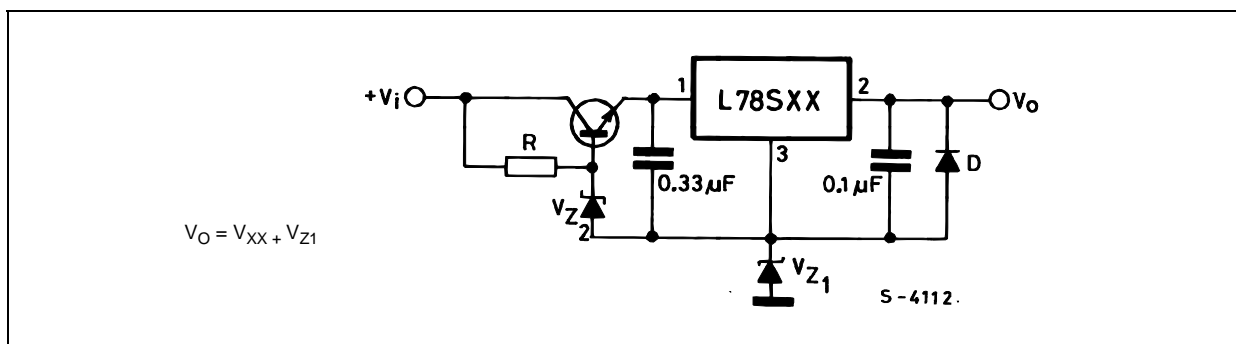 +Vi
R
VZ2
1
0.33μF
L78SXX
3
2
0.1μF
D
Vo
VO = VXX + VZ1
VZ1
S-4112.